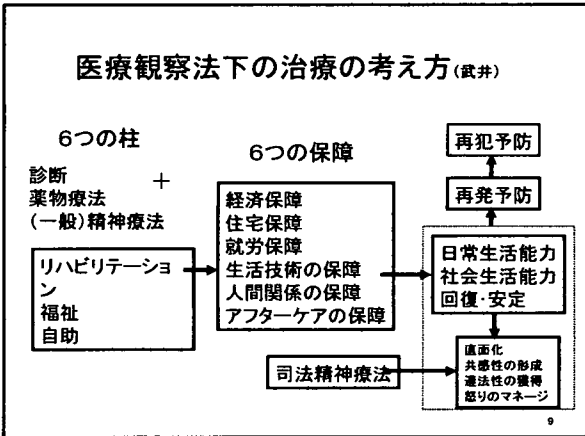 医療観察法下の治療の考え方(武井)
6つの柱
診断
薬物療法
(一般)精神療法
+
リハビリテーショ
ン
福祉
自助
6つの保障
経済保障
住宅保障
就労保障
生活技術の保障
人間関係の保障
アフターケアの保障
再犯予防
再発予防
日常生活能力
社会生活能力
回復・安定
司法精神療法
直面化
共感性の形成
遵法性の獲得
怒りのマネージ
9